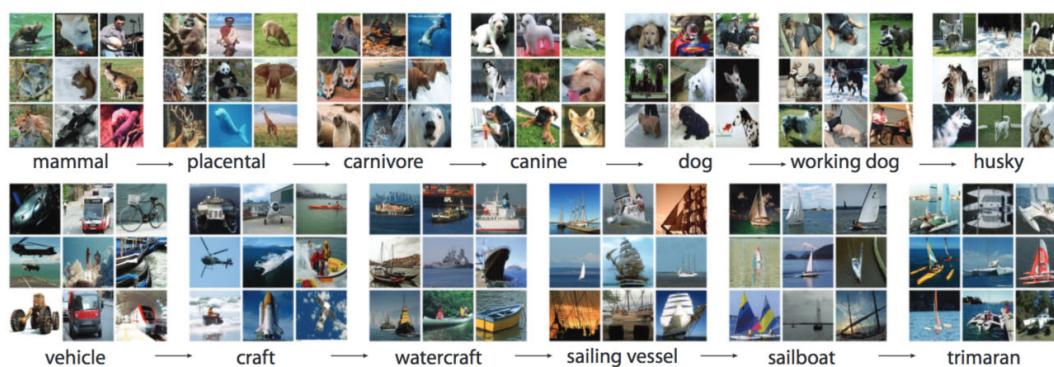 mammal → placental → carnivore → canine → dog → working dog → husky
vehicle → craft → watercraft → sailing vessel → sailboat → trimaran